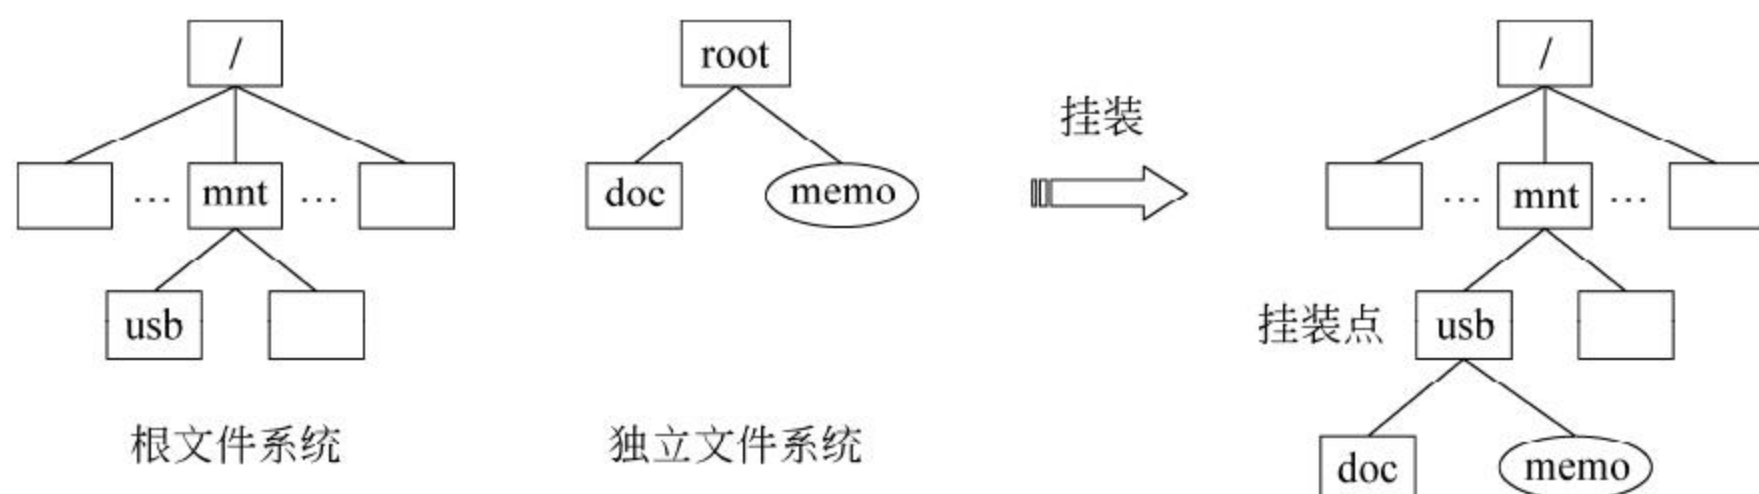 /
root
/
挂装
doc
memo
… mnt …
… mnt …
usb
挂装点
usb
根文件系统
独立文件系统
doc
memo